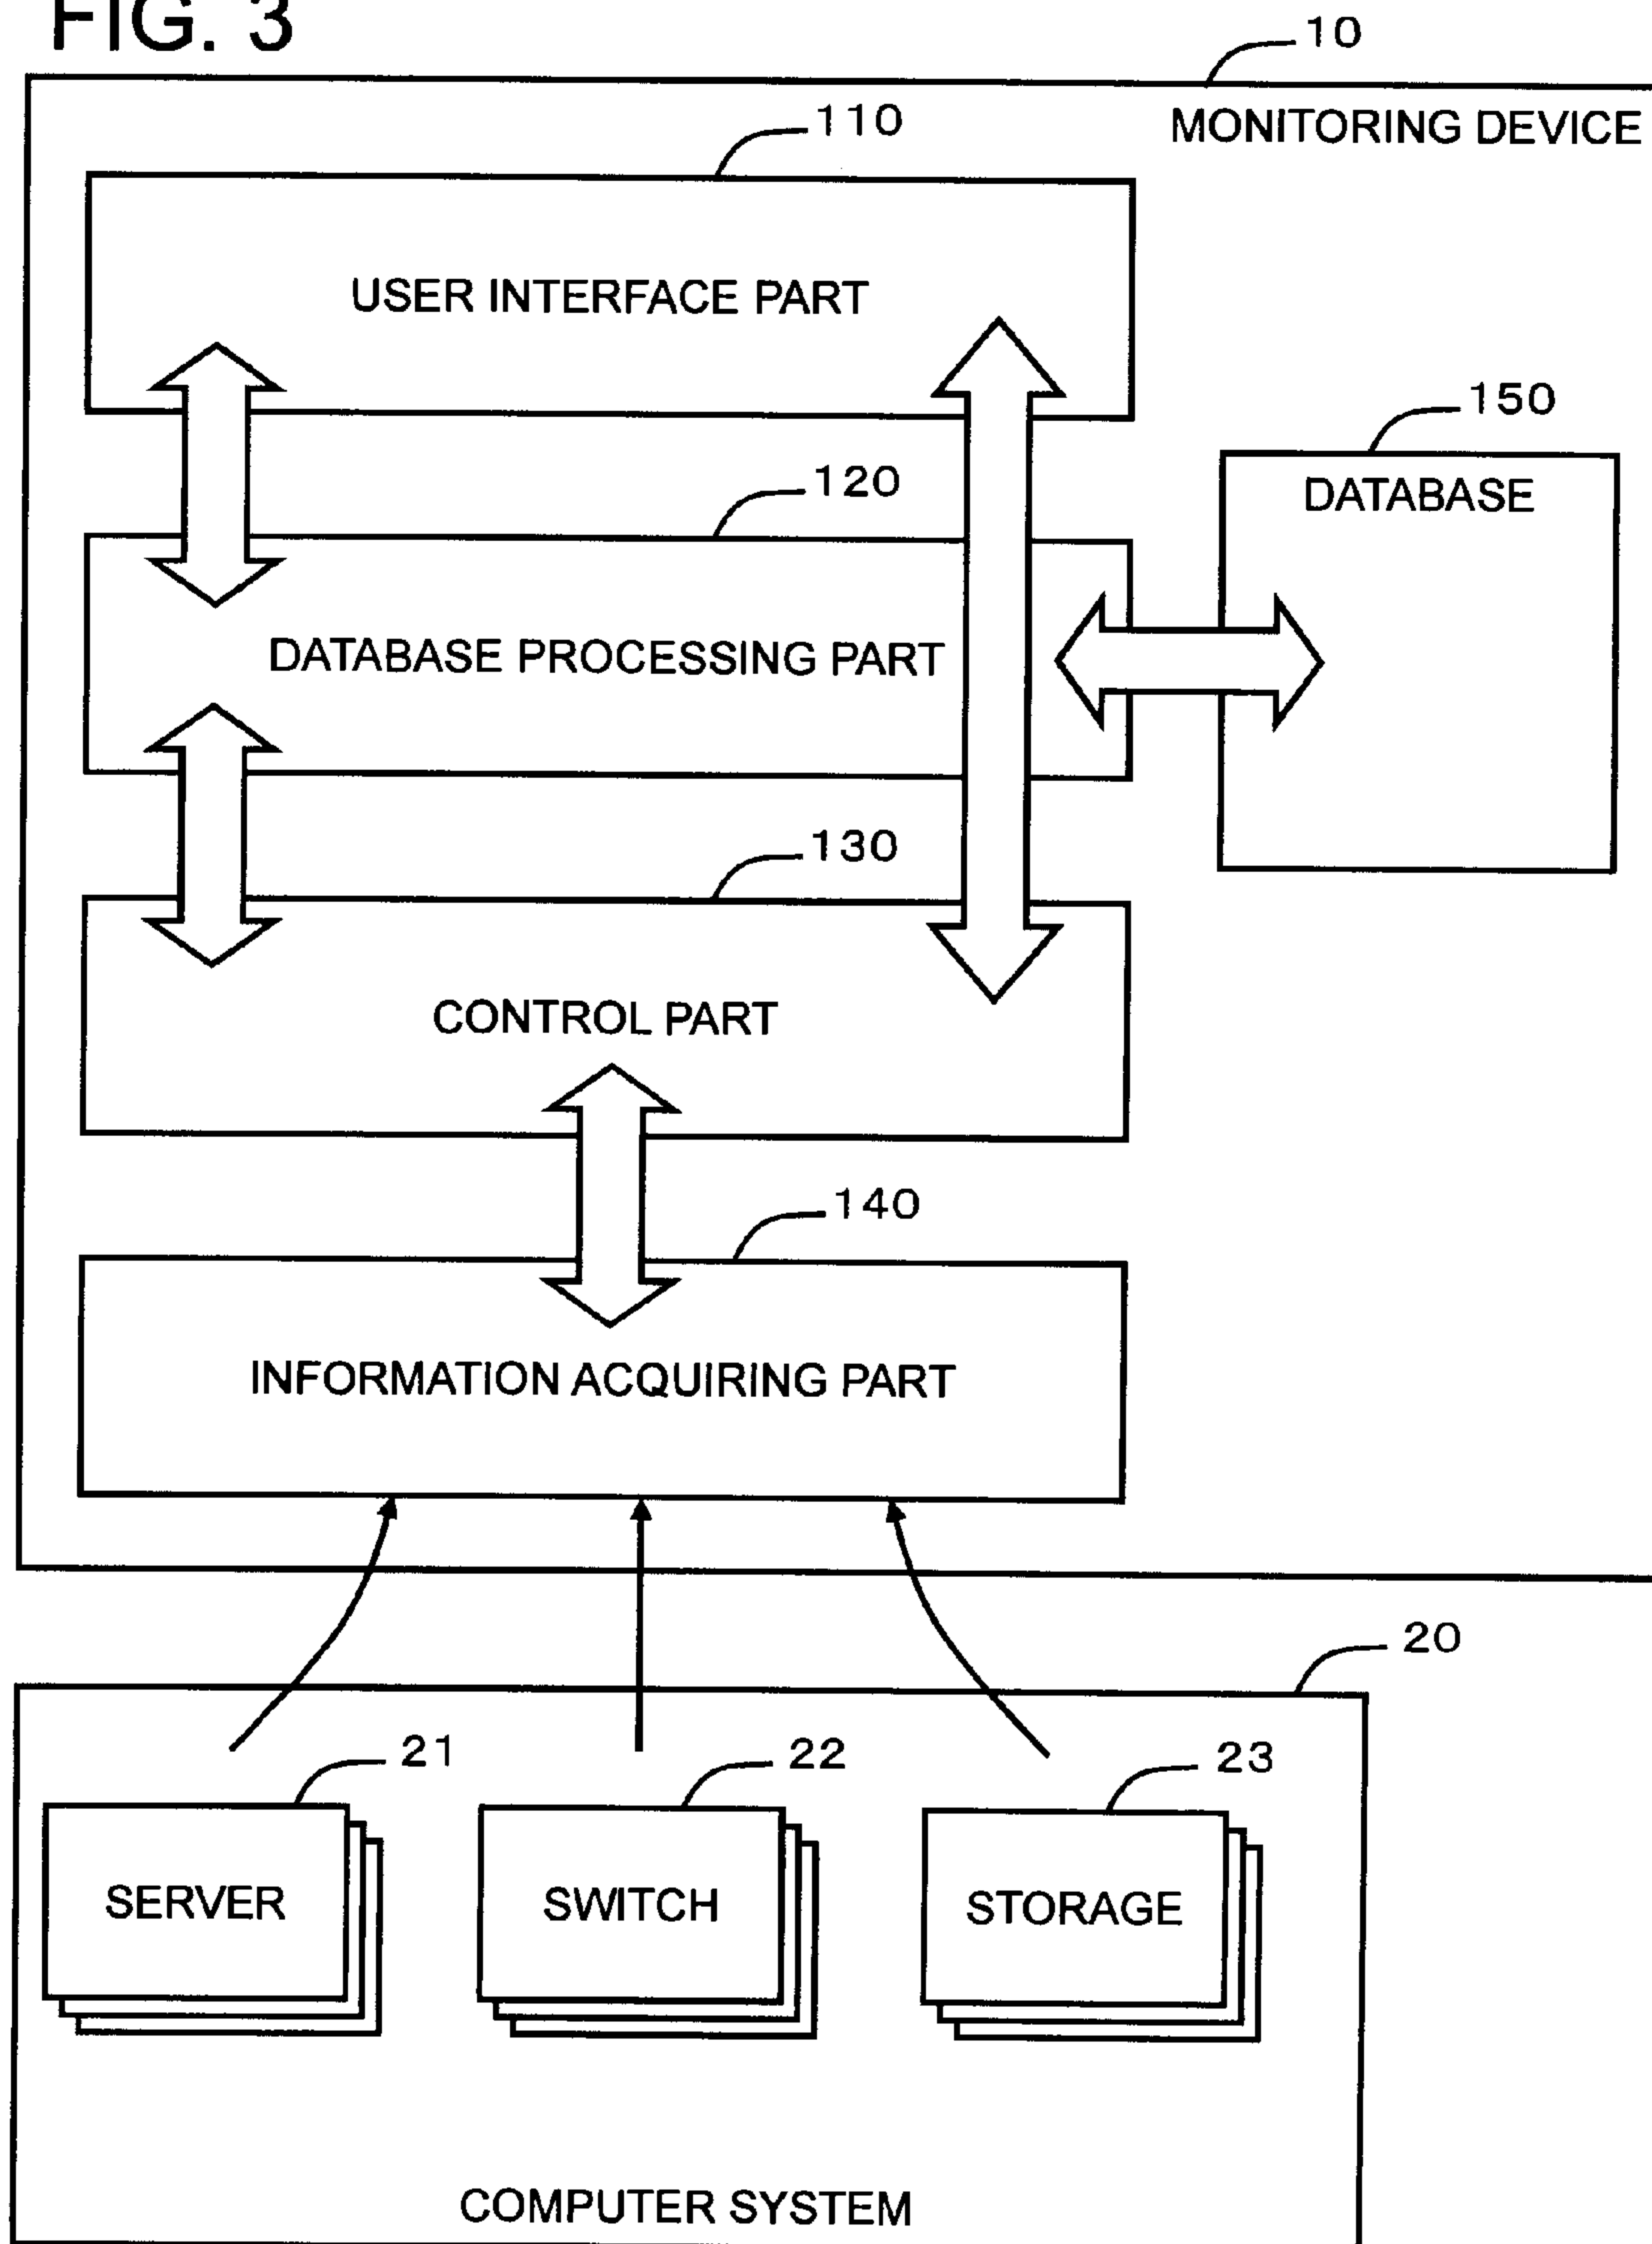 FIG. 3
10
MONITORING DEVICE
110
USER INTERFACE PART
150
DATABASE
120
DATABASE PROCESSING PART
130
CONTROL PART
140
INFORMATION ACQUIRING PART
20
21
22
23
SERVER
SWITCH
STORAGE
COMPUTER SYSTEM